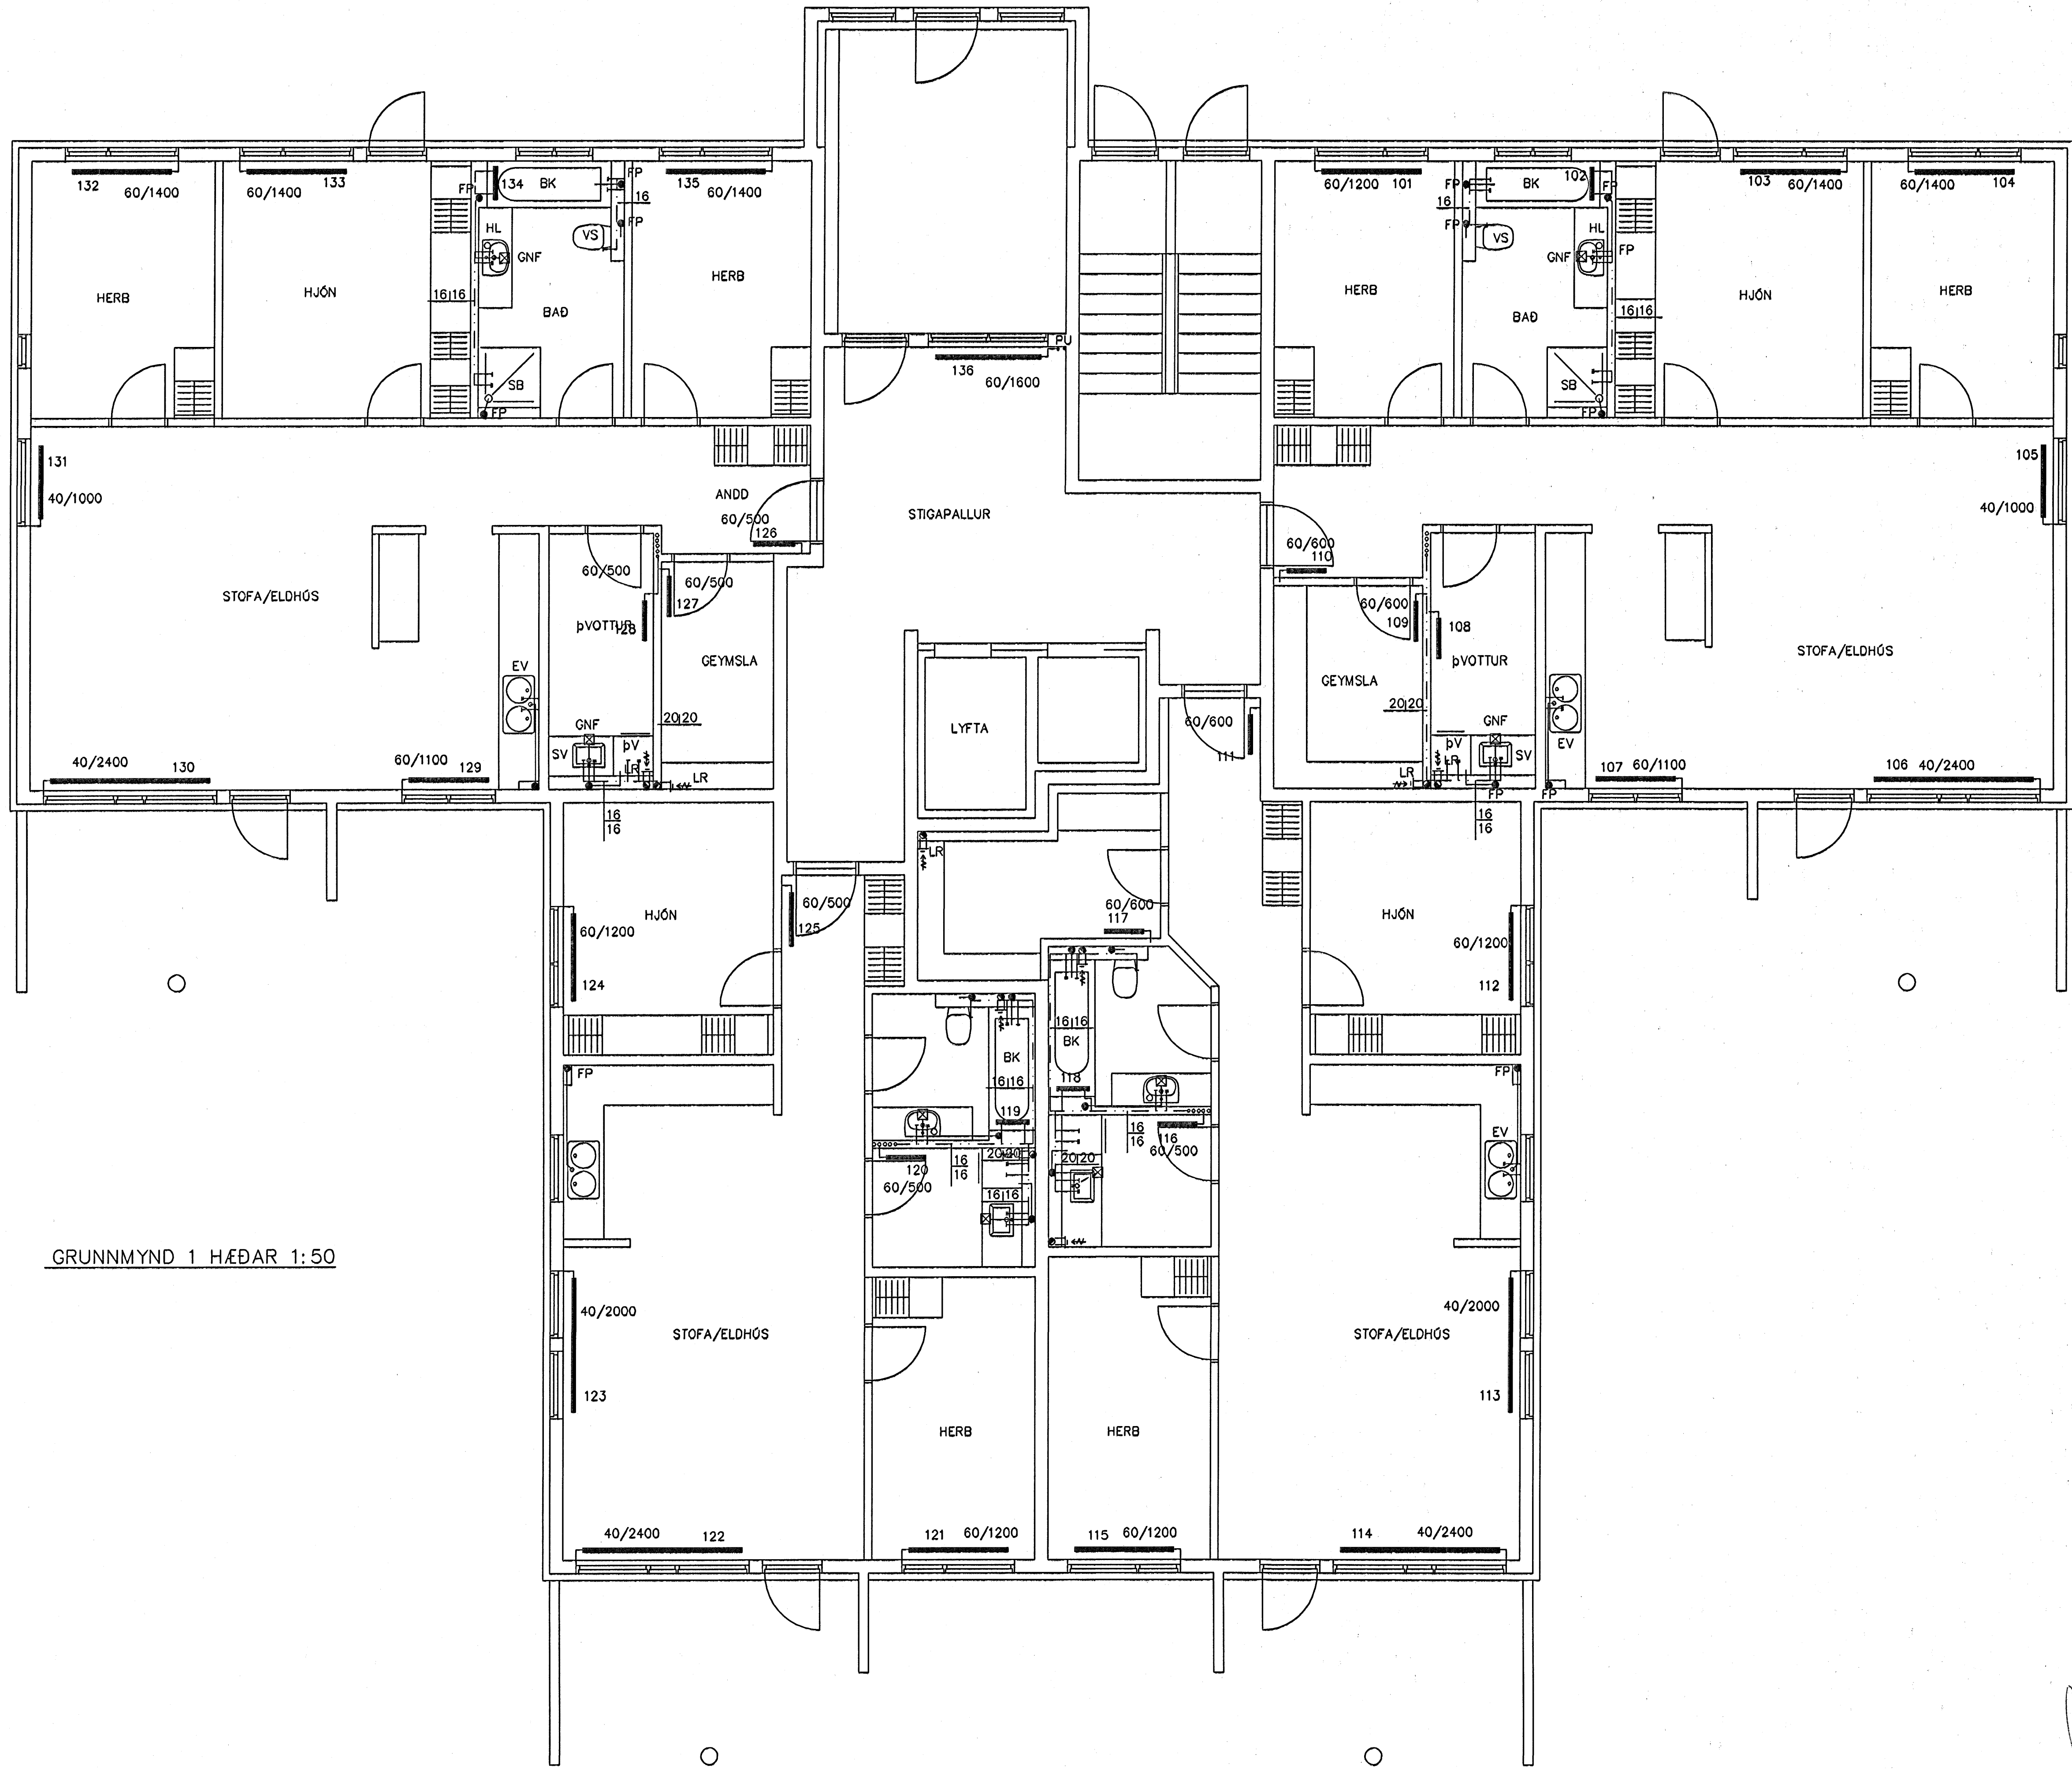 132
60/1400
60/1400
133
FP
134
BK
FP
135
60/1400
16
FP
VS
HL
GNF
HERB
HJÓN
16|16
BAÐ
HERB
SB
FP
PU
136
60/1600
60/1200
101
FP
BK
102
FP
103
60/1400
60/1400
104
16
FP
VS
HL
GNF
FP
HERB
BAÐ
16|16
HJÓN
HERB
SB
FP
131
40/1000
ANDD
60/500
126
STIGAPALLUR
105
40/1000
60/600
110
60/500
60/500
127
STOFA/ELDHÚS
ÞVOTTUR
128
GEYMSLA
60/600
109
108
ÞVOTTUR
GEYMSLA
STOFA/ELDHÚS
EV
20|20
GNF
SV
ÞV
LR
LR
LYFTA
60/600
111
20|20
GNF
ÞV
SV
LR
LR
EV
40/2400
130
60/1100
129
FP
FP
107
60/1100
106
40/2400
16
16
16
16
LR
HJÓN
60/500
125
60/600
117
HJÓN
60/1200
124
60/1200
112
16|16
BK
BK
16|16
118
119
FP
FP
16
16
20|20
120
60/500
16|16
16
16
116
60/500
20|20
EV
GRUNNMYND 1 HÆÐAR 1:50
40/2000
STOFA/ELDHÚS
123
40/2000
STOFA/ELDHÚS
113
HERB
HERB
40/2400
122
121
60/1200
115
60/1200
114
40/2400